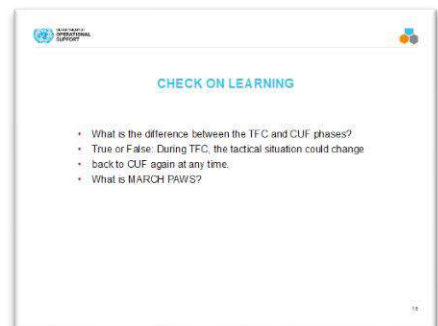 DEPARTMENT OF
OPERATIONAL
SUPPORT
CHECK ON LEARNING
• What is the difference between the TFC and CUF phases?
• True or False: During TFC, the tactical situation could change
• back to CUF again at any time.
• What is MARCH PAWS?